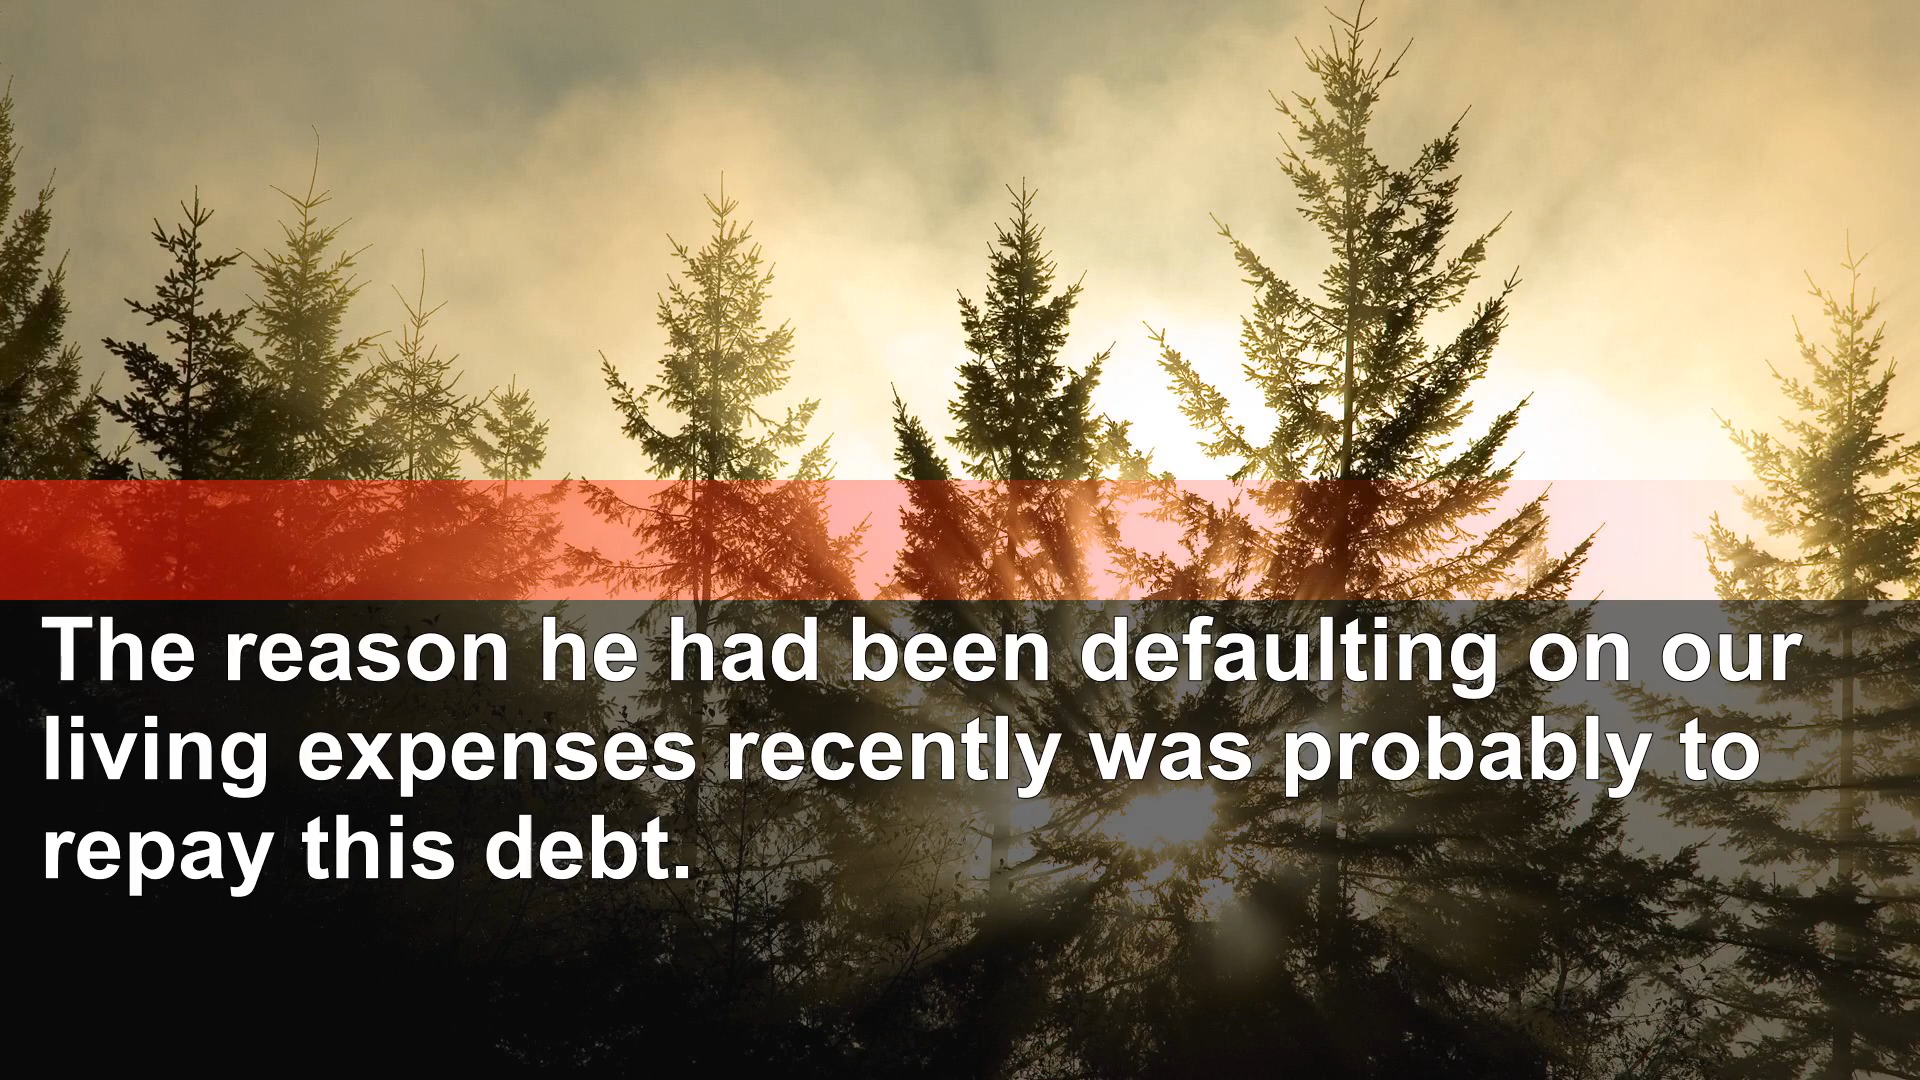 The reason he had been defaulting on our
living expenses recently was probably to
repay this debt.